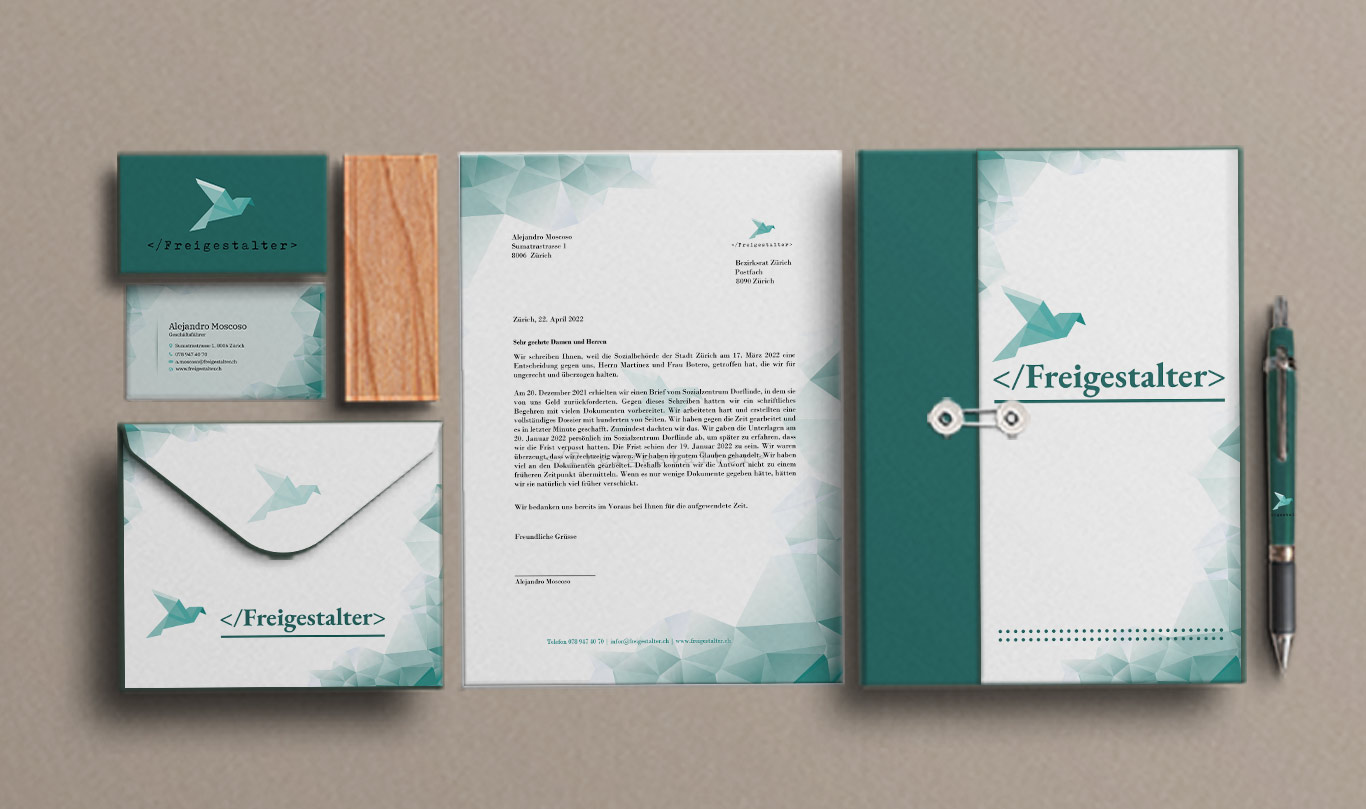 </Freigestalter>
Alejandro Moscoso
Geschäftsführer
Sumatrastrasse 1, 8006 Zürich
078 947 40 70
a.moscoso@freigestalter.ch
www.freigestalter.ch
</Freigestalter>
Alejandro Moscoso
Sumatrastrasse 1
8006 Zürich
</Freigestalter>
Bezirksrat Zürich
Postfach
8090 Zürich
Zürich, 22. April 2022
Sehr geehrte Damen und Herren
Wir schreiben Ihnen, weil die Sozialbehörde der Stadt Zürich am 17. März 2022 eine
Entscheidung gegen uns, Herrn Martinez und Frau Botero, getroffen hat, die wir für
ungerecht und überzogen halten.
Am 20. Dezember 2021 erhielten wir einen Brief vom Sozialzentrum Dorflinde, in dem sie
von uns Geld zurückforderten. Gegen dieses Schreiben hatten wir ein schriftliches
Begehren mit vielen Dokumenten vorbereitet. Wir arbeiteten hart und erstellten eine
vollständiges Dossier mit hunderten von Seiten. Wir haben gegen die Zeit gearbeitet und
es in letzter Minute geschafft. Zumindest dachten wir das. Wir gaben die Unterlagen am
20. Januar 2022 persönlich im Sozialzentrum Dorflinde ab, um später zu erfahren, dass
wir die Frist verpasst hatten. Die Frist schien der 19. Januar 2022 zu sein. Wir waren
überzeugt, dass wir rechtzeitig waren. Wir haben in gutem Glauben gehandelt. Wir haben
viel an den Dokumenten gearbeitet. Deshalb konnten wir die Antwort nicht zu einem
früheren Zeitpunkt übermitteln. Wenn es nur wenige Dokumente gegeben hätte, hätten
wir sie natürlich viel früher verschickt.
Wir bedanken uns bereits im Voraus bei Ihnen für die aufgewendete Zeit.
Freundliche Grüsse
Alejandro Moscoso
Telefon 078 947 40 70 | info@freigestalter.ch | www.freigestalter.ch
</Freigestalter>